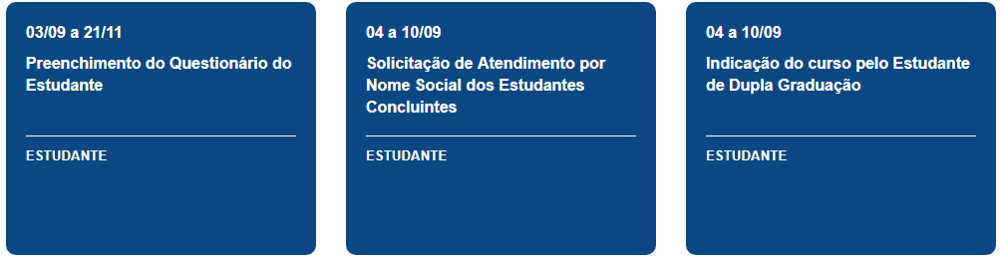 03/09 a 21/11
Preenchimento do Questionário do
Estudante
ESTUDANTE
04 a 10/09
Solicitação de Atendimento por
Nome Social dos Estudantes
Concluintes
ESTUDANTE
04 a 10/09
Indicação do curso pelo Estudante
de Dupla Graduação
ESTUDANTE